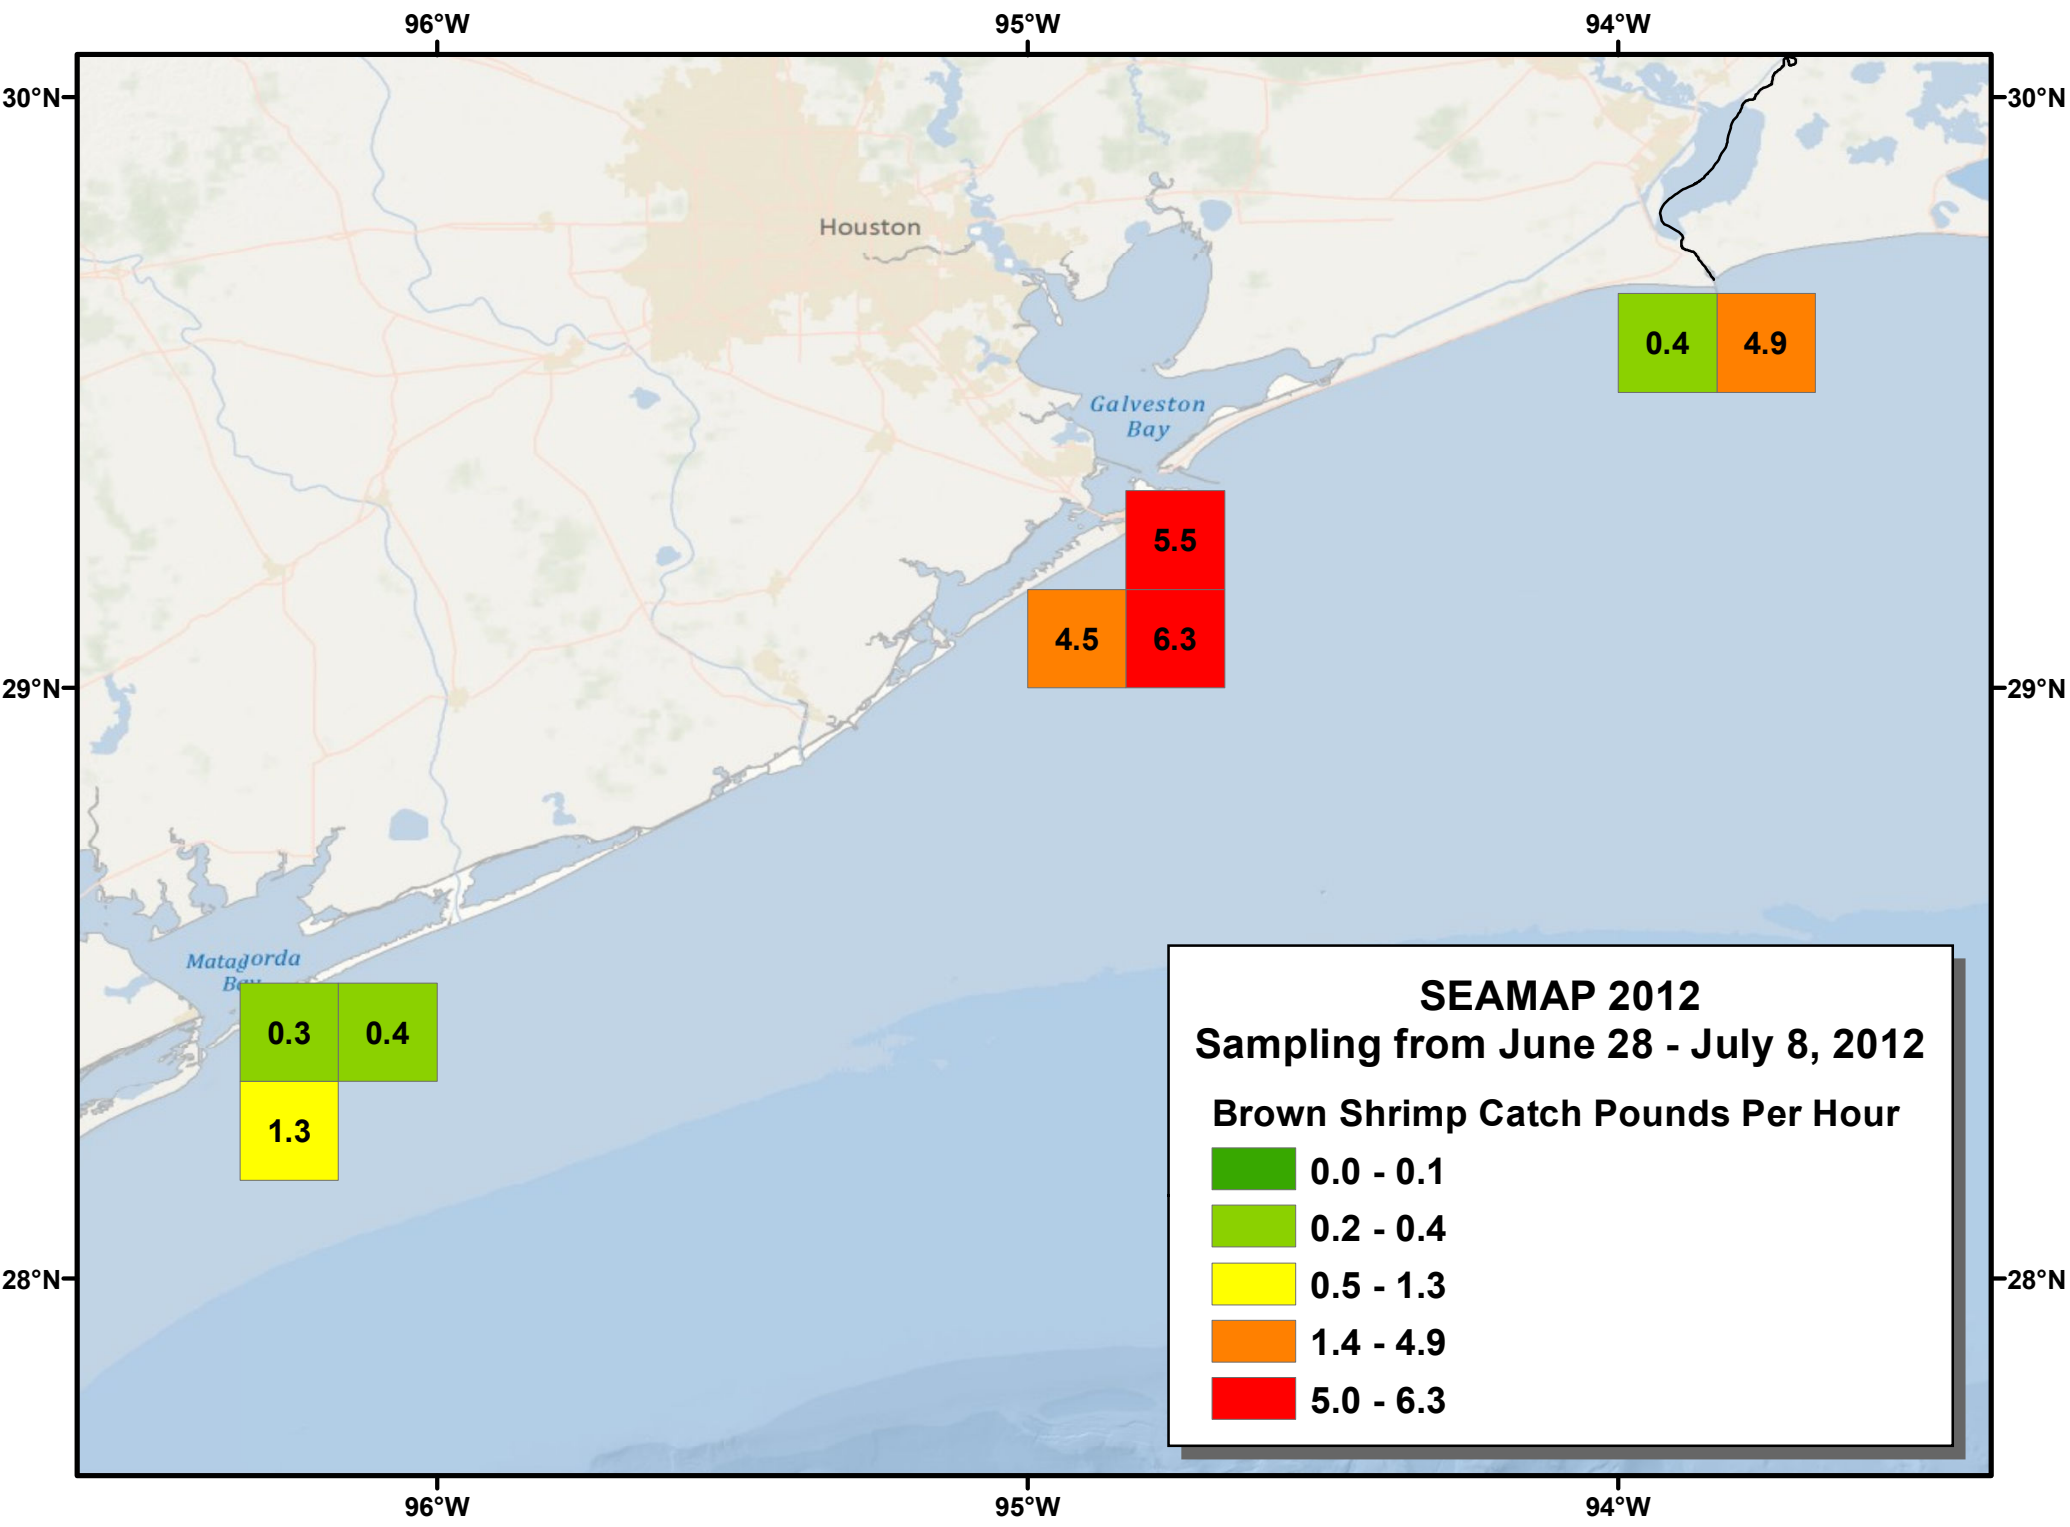 96°W 95°W 94°W
30°N 30°N
Houston
0.4 4.9
Galveston
Bay
5.5
4.5 6.3
29°N 29°N
Matagorda
Bay
0.3 0.4
1.3
SEAMAP 2012
Sampling from June 28 - July 8, 2012
Brown Shrimp Catch Pounds Per Hour
0.0 - 0.1
0.2 - 0.4
0.5 - 1.3
1.4 - 4.9
5.0 - 6.3
28°N 28°N
96°W 95°W 94°W